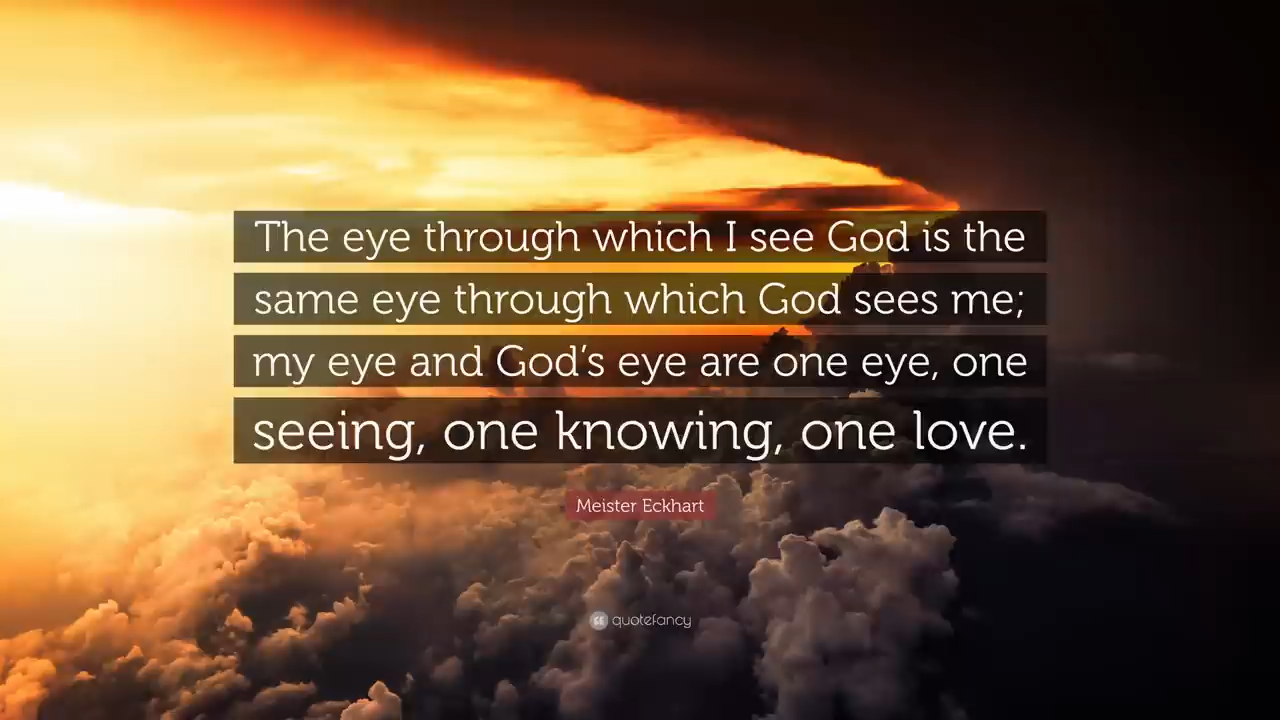 The eye through which I see God is the
same eye through which God sees me;
my eye and God’s eye are one eye, one
seeing, one knowing, one love.
Meister Eckhart
quotefancy